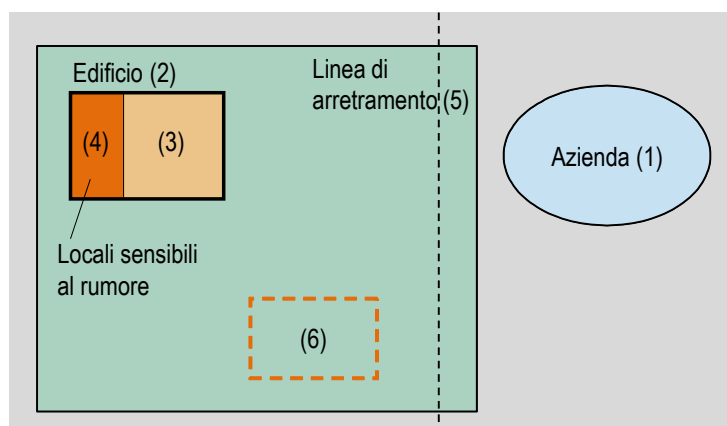 Edificio (2)
Linea di
arretramento (5)
(4)
(3)
Azienda (1)
Locali sensibili
al rumore
(6)